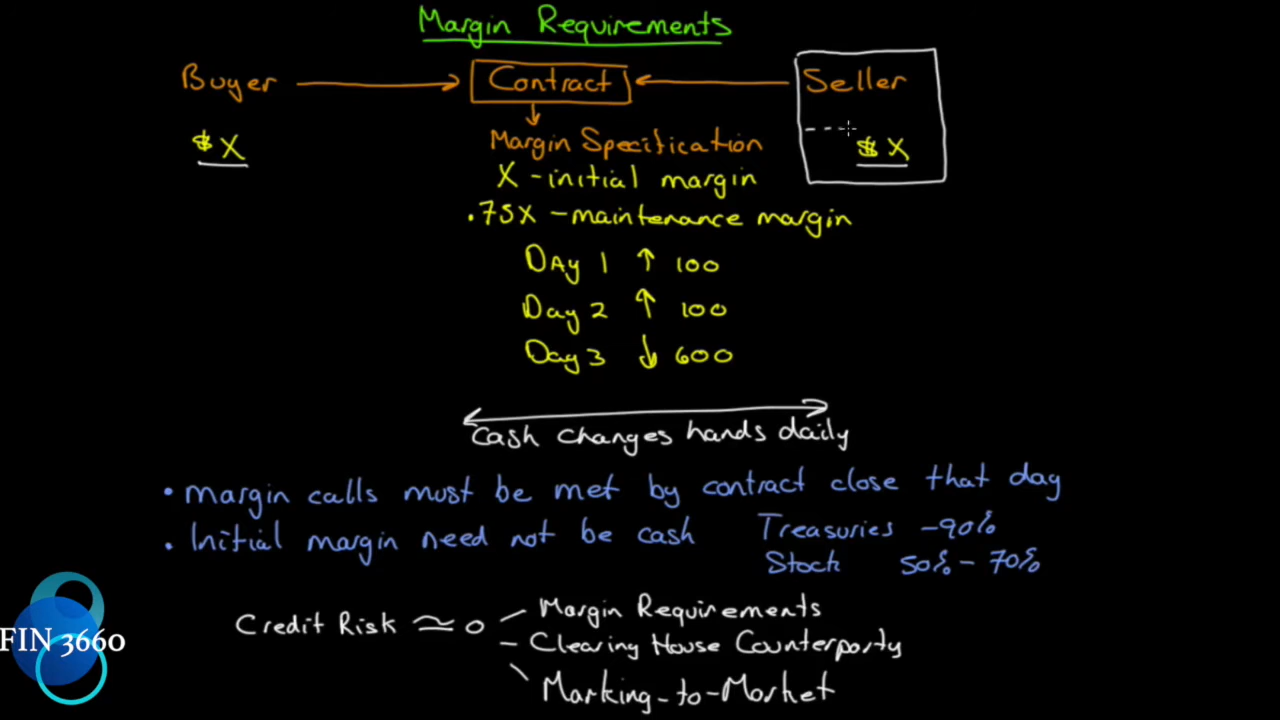 Margin Requirements
Buyer Contract Seller
$ X Margin Specification $ X
X - initial margin
.75X - maintenance margin
DAy 1 ↑ 100
Day 2 ↑ 100
Day 3 ↓ 600
Cash changes hands daily
• margin calls must be met by contract close that day
• Initial margin need not be cash Treasuries -90%
Stock 50% - 70%
Credit Risk ≃ 0 - Margin Requirements
- Clearing House Counterparty
- Marking-to-Market
FIN 3660